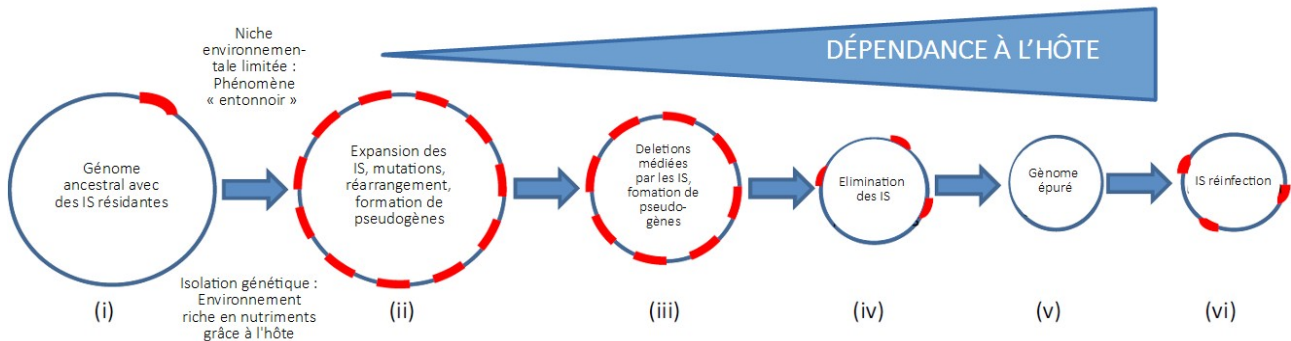 Niche
environnemen-
tale limitée :
Phénomène
« entonnoir »
DÉPENDANCE À L'HÔTE
Génome
ancestral avec
des IS résidantes
Expansion des
IS, mutations,
réarrangement,
formation de
pseudogènes
Deletions
médiées
par les IS,
fomation de
pseudo-
gènes
Elimination
des IS
Gènome
épuré
IS réinfection
Isolation génétique :
Environnement
riche en nutriments
grâce à l'hôte
(i)
(ii)
(iii)
(iv)
(v)
(vi)